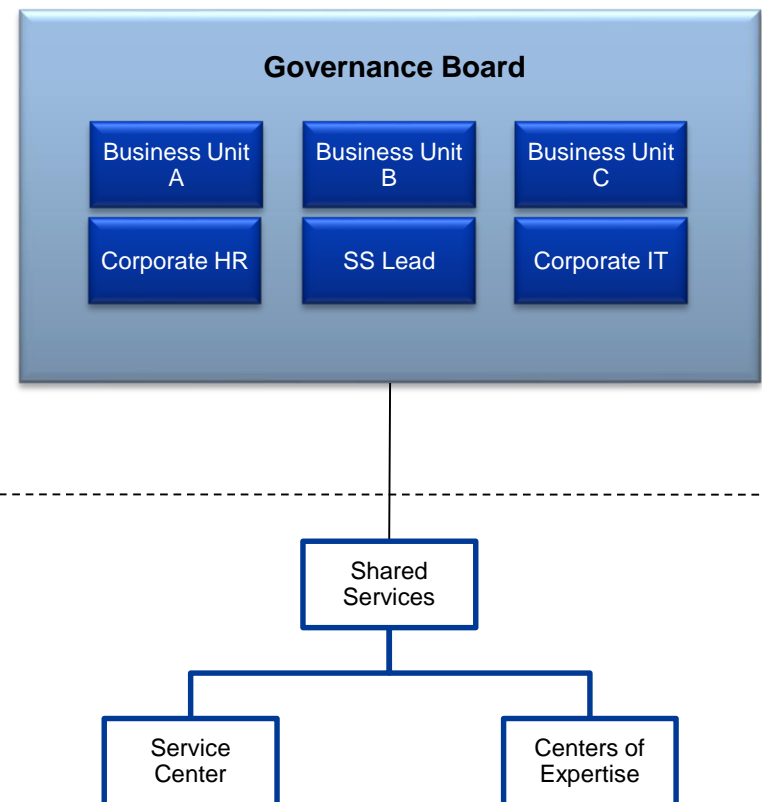 Governance Board
Business Unit
A
Business Unit
B
Business Unit
C
Corporate HR
SS Lead
Corporate IT
Shared
Services
Service
Center
Centers of
Expertise